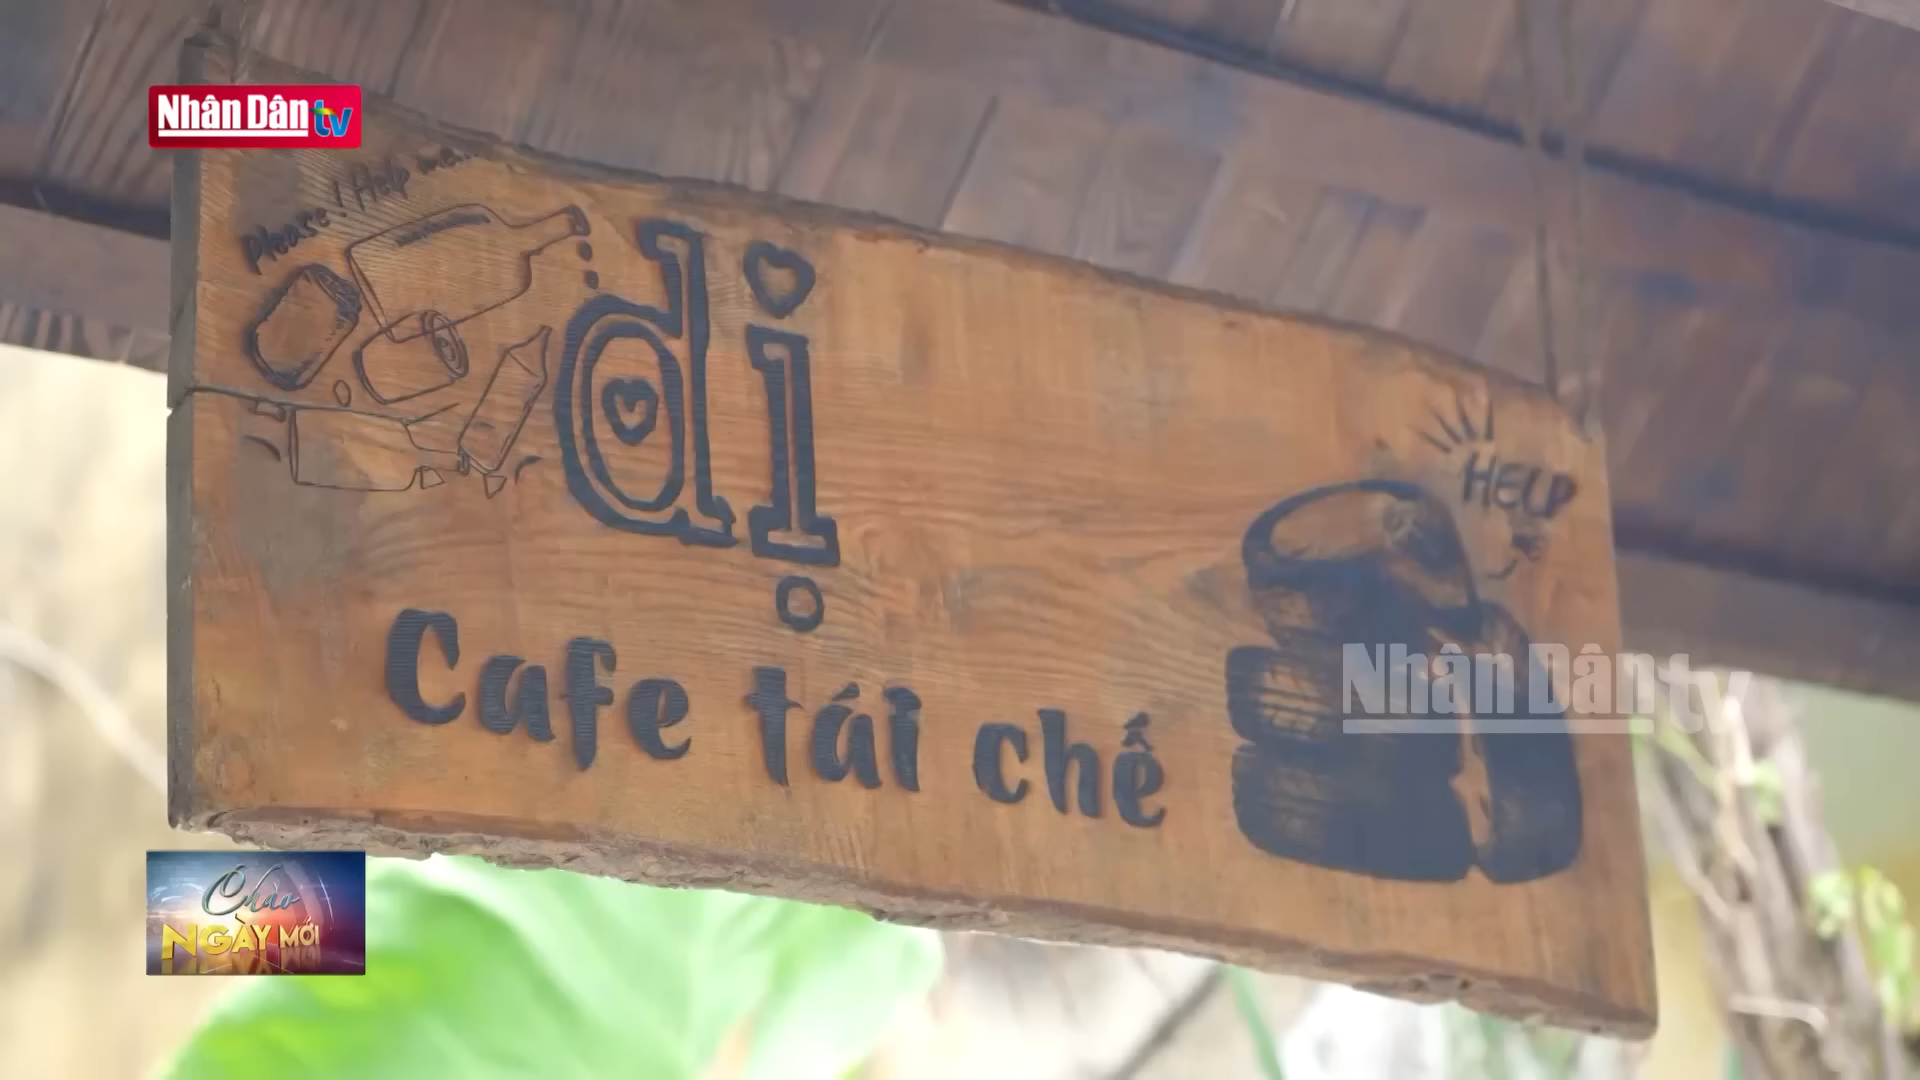 Nhân Dân tv
Please! Help me...
dị
HELP
Cafe tái chế
Nhân Dân tv
Chào
NGÀY MỚI